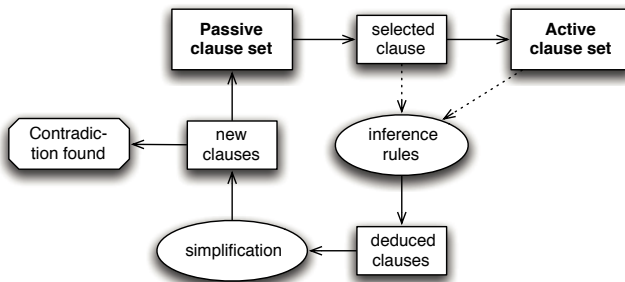 Passive
clause set
selected
clause
Active
clause set
Contradic-
tion found
new
clauses
inference
rules
simplification
deduced
clauses